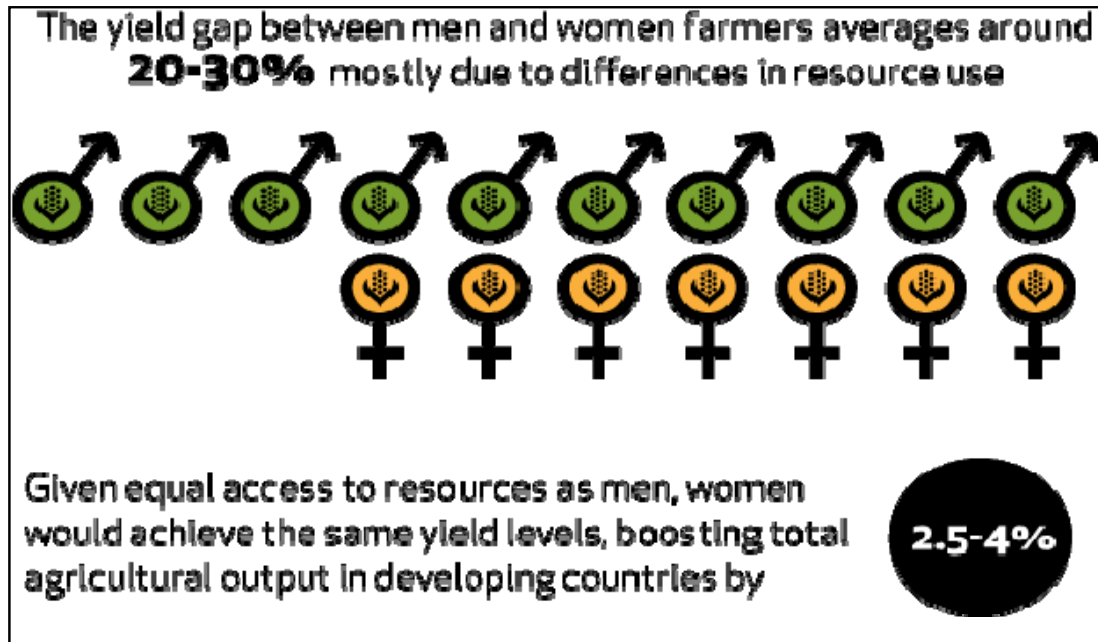 The yield gap between men and women farmers averages around
20-30% mostly due to differences in resource use
Given equal access to resources as men, women
would achieve the same yield levels, boosting total
agricultural output in developing countries by
2.5-4%